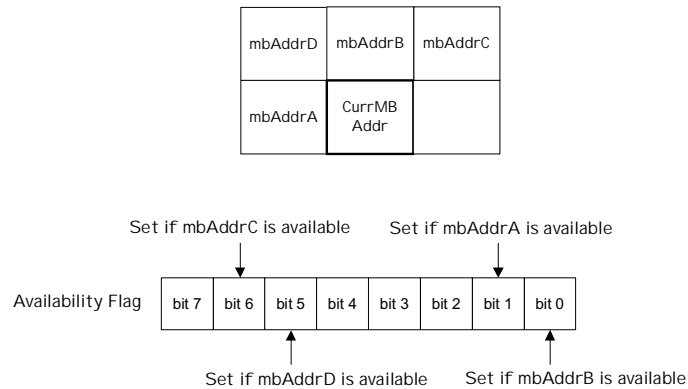 mbAddrD mbAddrB mbAddrC
mbAddrA CurrMB
Addr
Set if mbAddrC is available Set if mbAddrA is available
Availability Flag bit 7 bit 6 bit 5 bit 4 bit 3 bit 2 bit 1 bit 0
Set if mbAddrD is available Set if mbAddrB is available